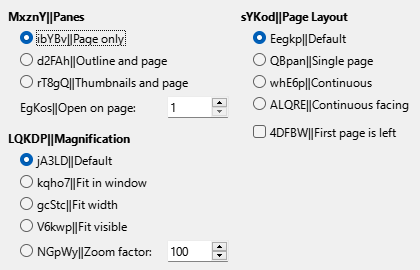 MxznY||Panes
ibYBv||Page only
d2FAh||Outline and page
rT8gQ||Thumbnails and page
EgKos||Open on page: 1
LQKDP||Magnification
jA3LD||Default
kqho7||Fit in window
gcStc||Fit width
V6kwp||Fit visible
NGpWy||Zoom factor: 100
sYKod||Page Layout
Eegkp||Default
QBpan||Single page
whE6p||Continuous
ALQRE||Continuous facing
4DFBW||First page is left